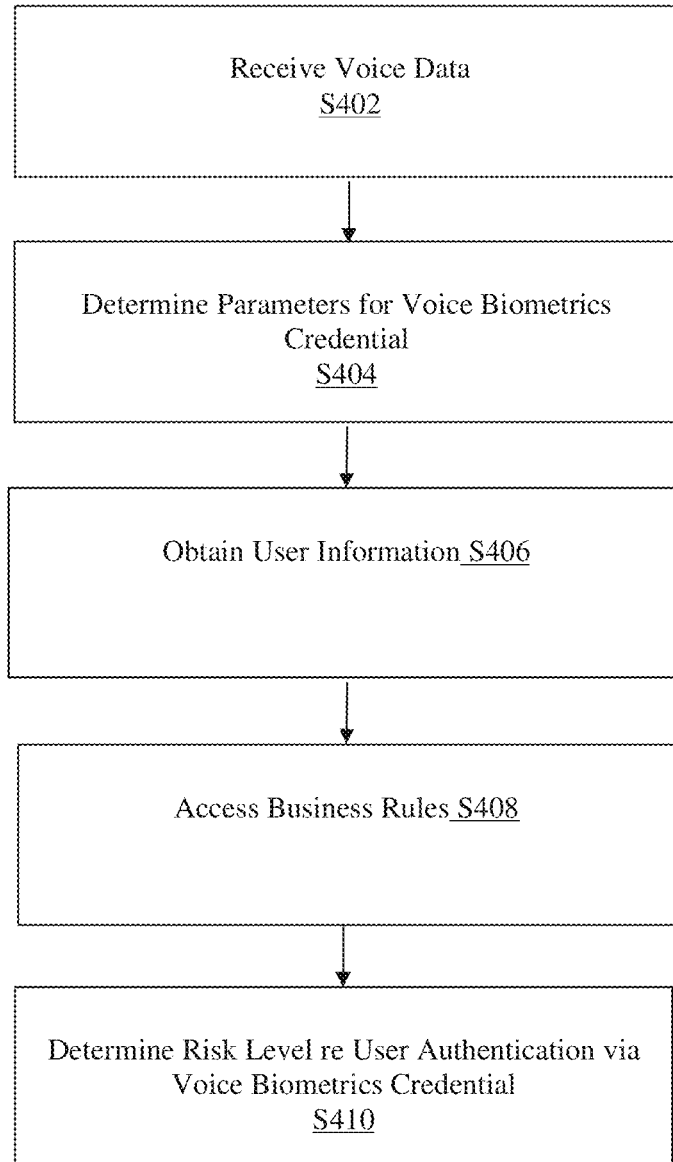 Receive Voice Data
S402
Determine Parameters for Voice Biometrics
Credential
S404
Obtain User Information S406
Access Business Rules S408
Determine Risk Level re User Authentication via
Voice Biometrics Credential
S410